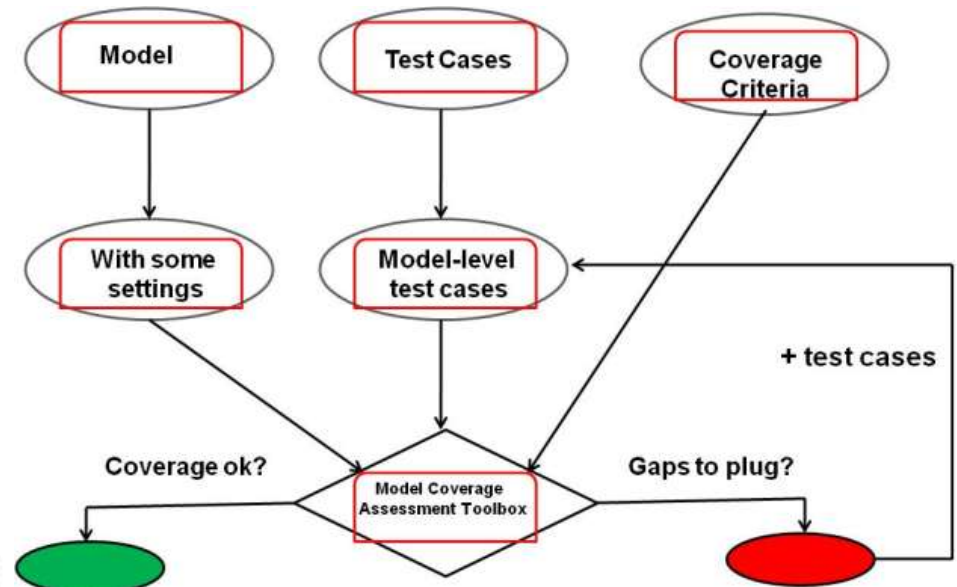 Model
Test Cases
Coverage
Criteria
With some
settings
Model-level
test cases
+ test cases
Coverage ok?
Gaps to plug?
Model Coverage
Assessment Toolbox